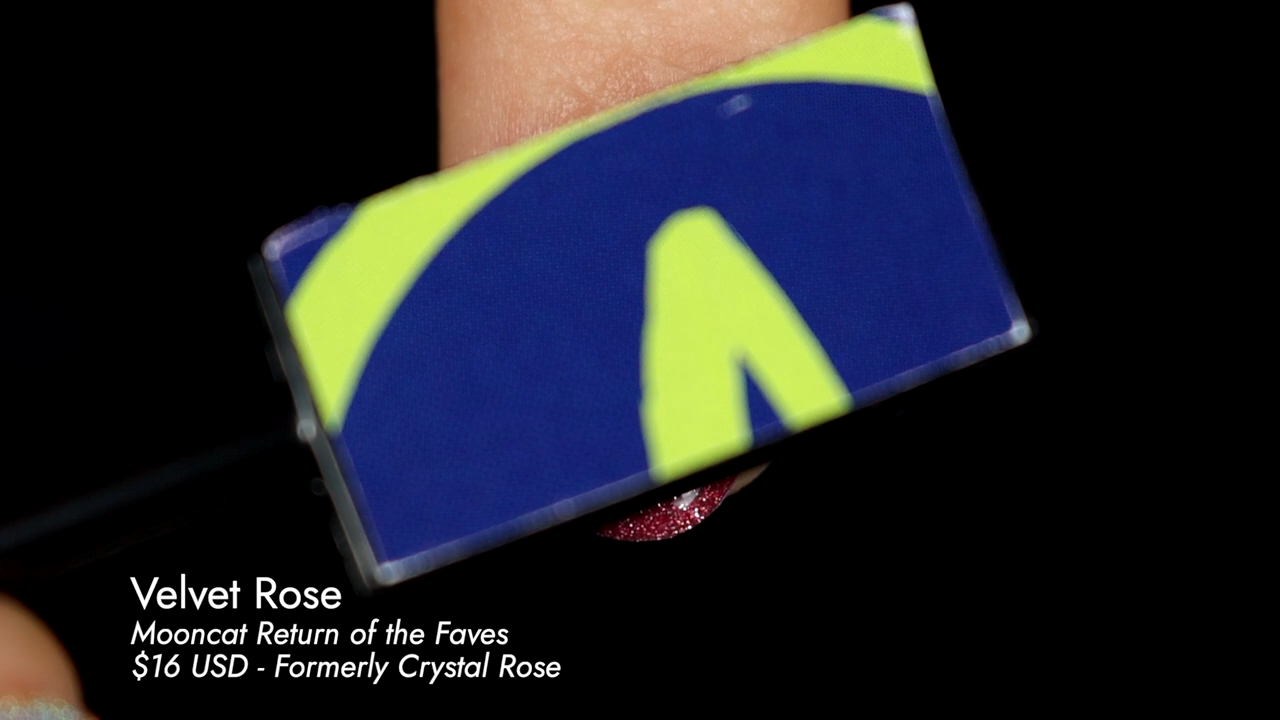 Velvet Rose
Mooncat Return of the Faves
$16 USD - Formerly Crystal Rose